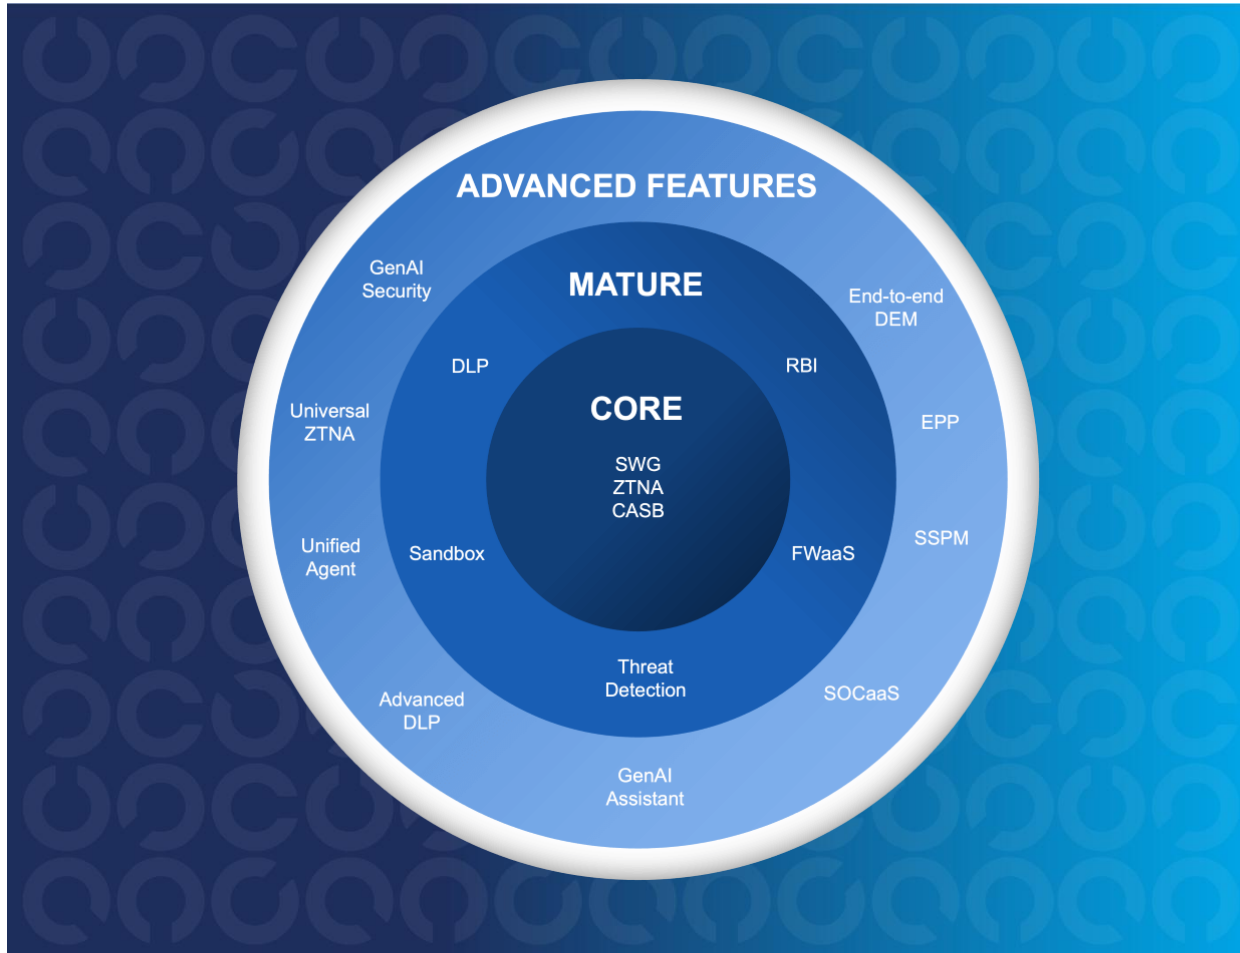 ADVANCED FEATURES
GenAI
Security
End-to-end
DEM
Universal
ZTNA
EPP
Unified
Agent
SSPM
Advanced
DLP
SOCaaS
GenAI
Assistant
MATURE
DLP
RBI
Sandbox
FWaaS
Threat
Detection
CORE
SWG
ZTNA
CASB